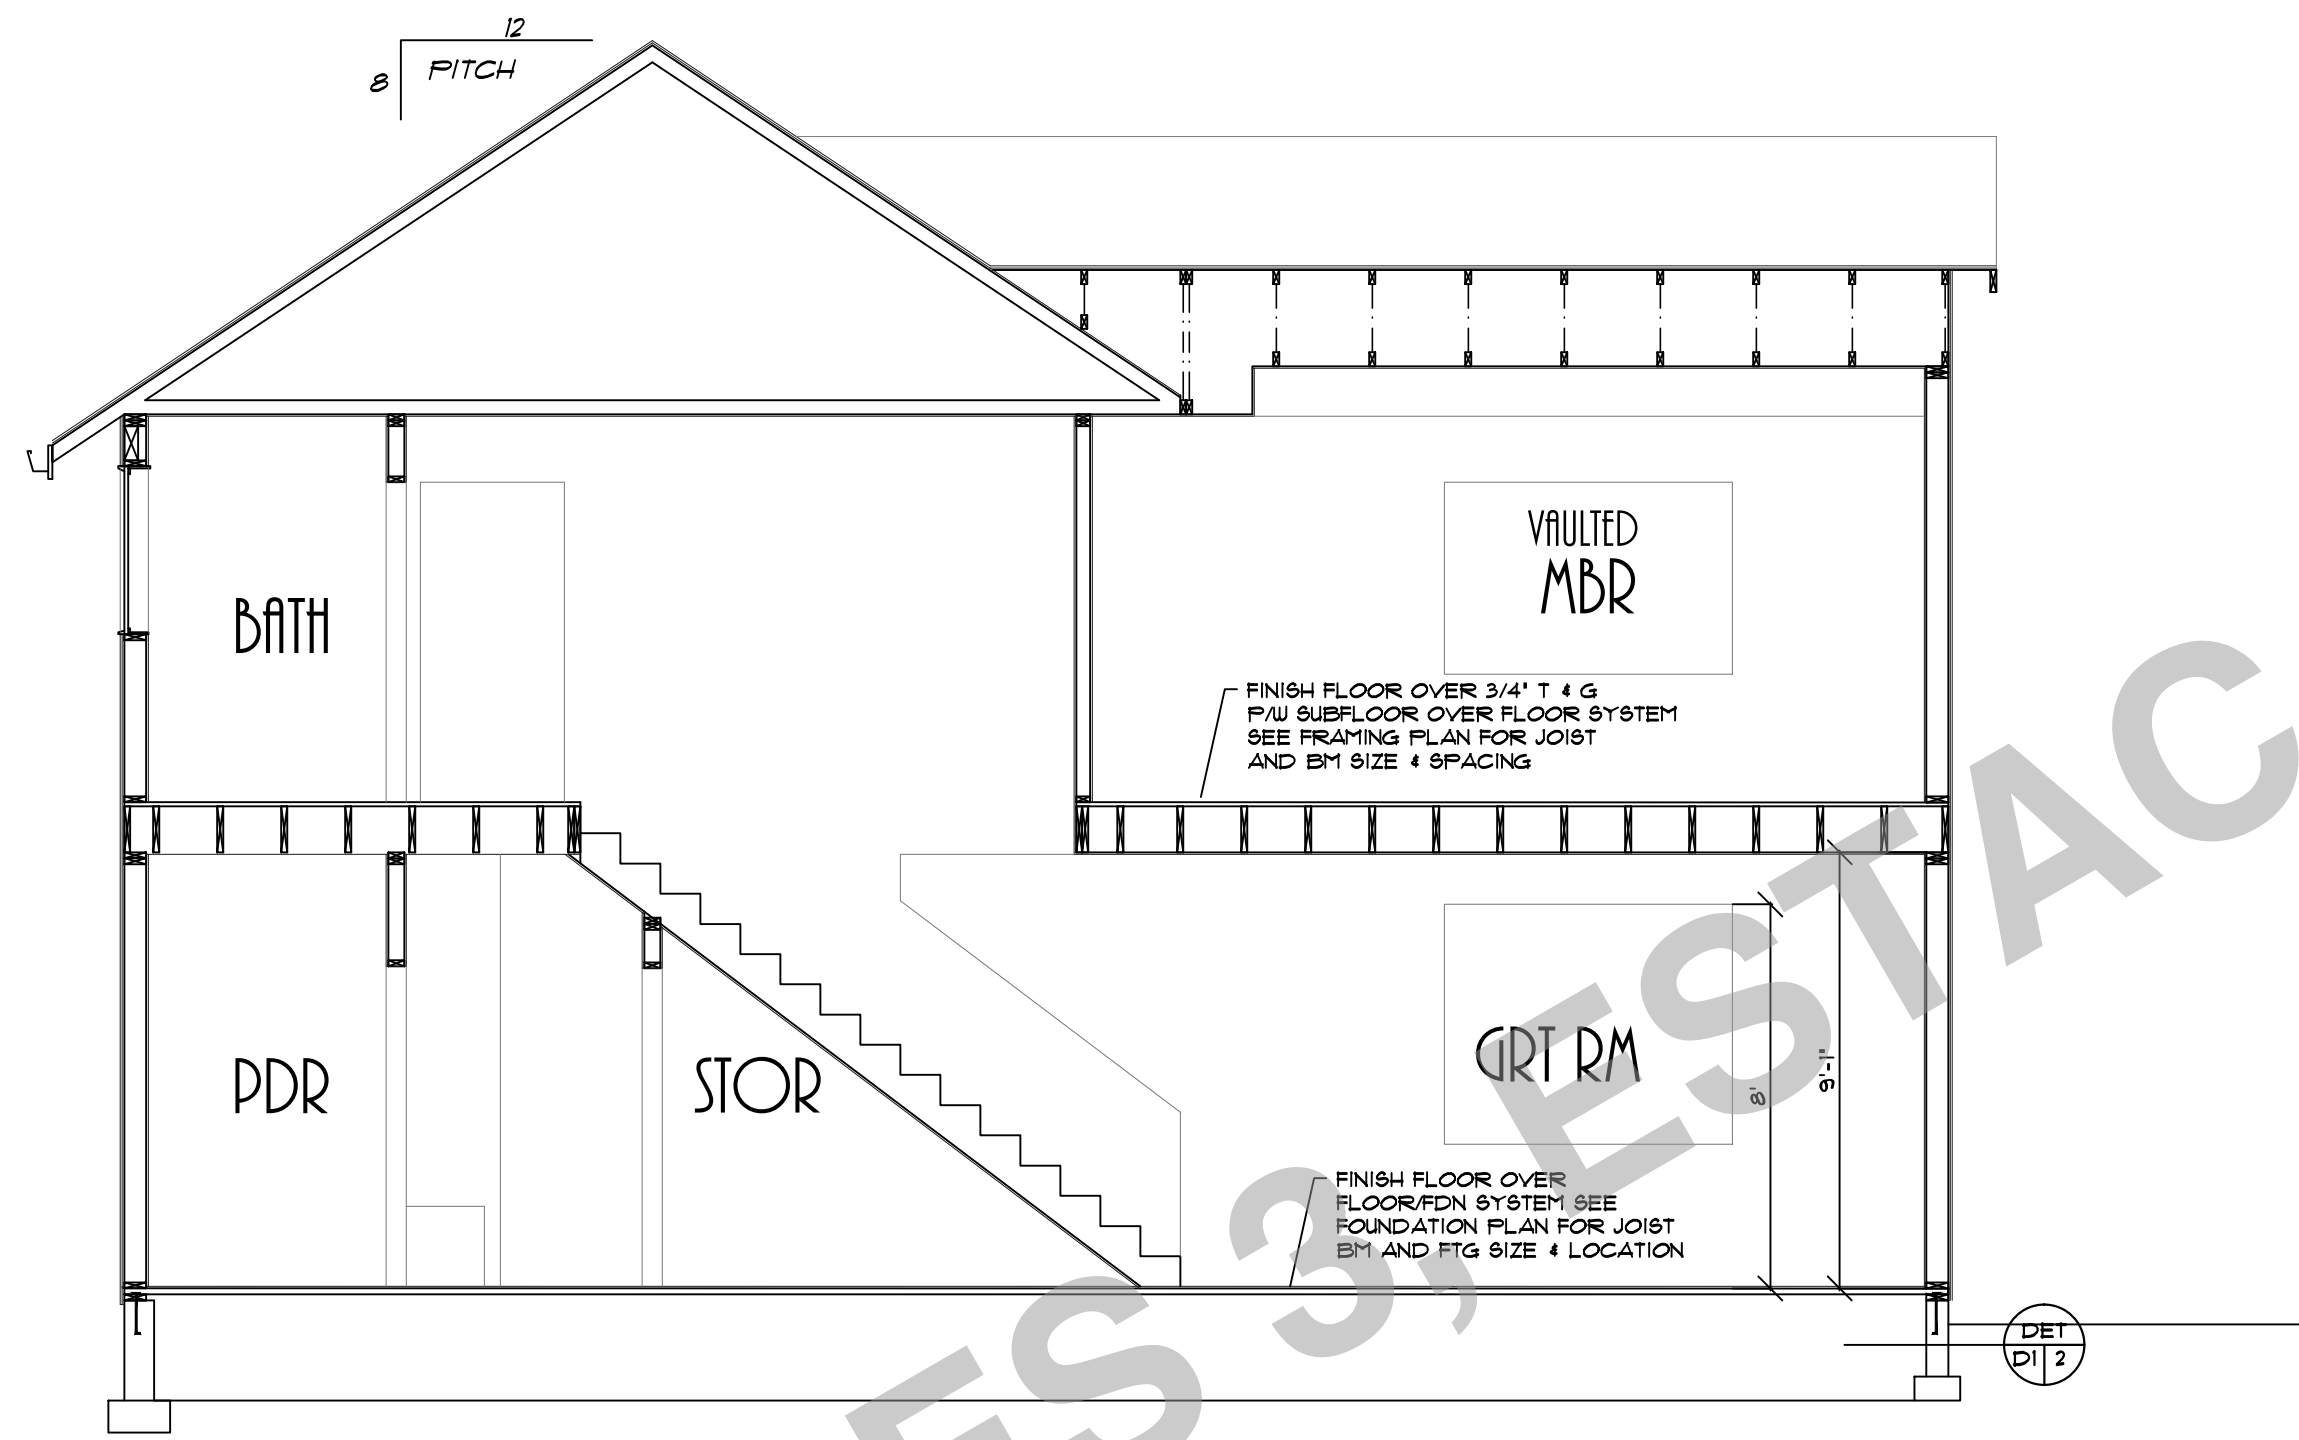 12
8
PITCH
BATH
VAULTED
MBR
FINISH FLOOR OVER 3/4" T & G
P/W SUBFLOOR OVER FLOOR SYSTEM
SEE FRAMING PLAN FOR JOIST
AND BM SIZE & SPACING
PDR
STOR
GRT RM
8'
9'-1"
FINISH FLOOR OVER
FLOOR/FDN SYSTEM SEE
FOUNDATION PLAN FOR JOIST
BM AND FTG SIZE & LOCATION
DET
D1 2
ES 3, ESTAC